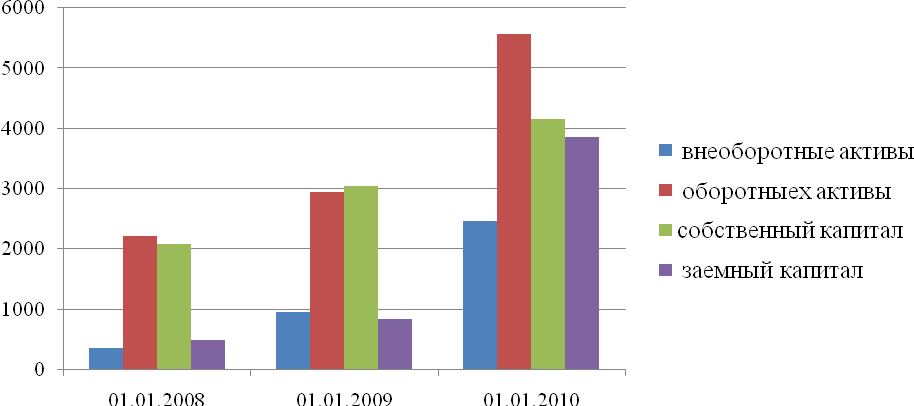 6000
5000
4000
3000
2000
1000
0
01.01.2008
01.01.2009
01.01.2010
внеоборотные активы
оборотныех активы
собственный капитал
заемный капитал